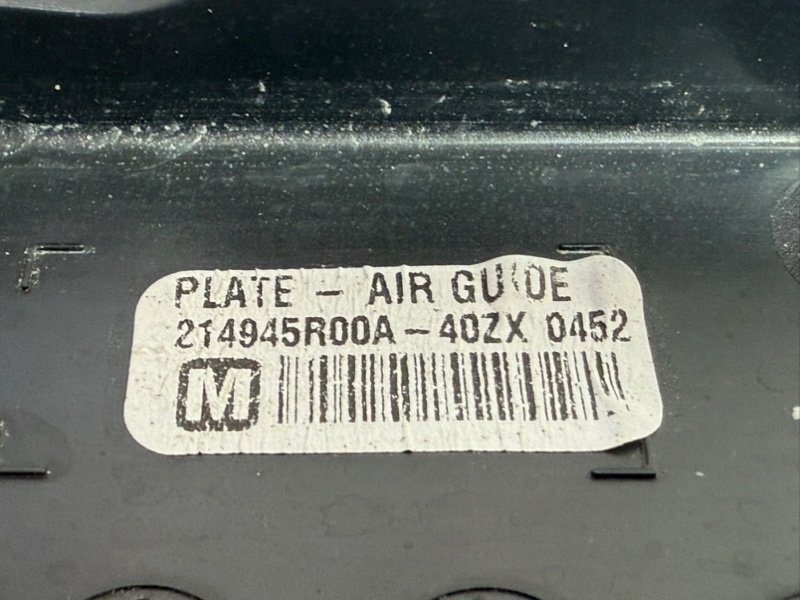 PLATE - AIR GUIDE
214945R00A-40ZX 0452
M